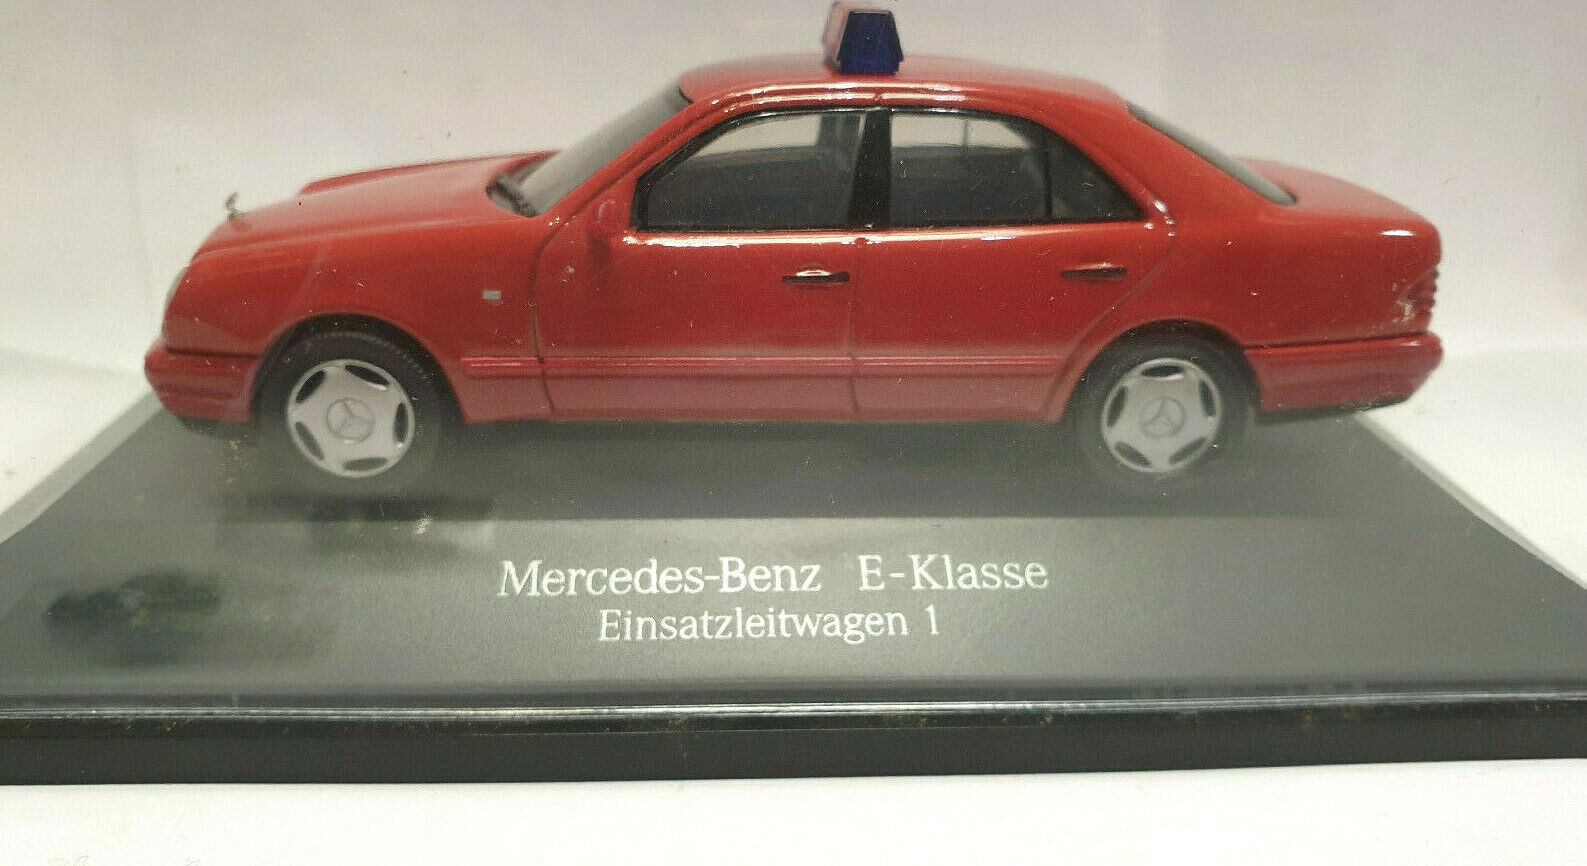 Mercedes-Benz E-Klasse
Einsatzleitwagen 1